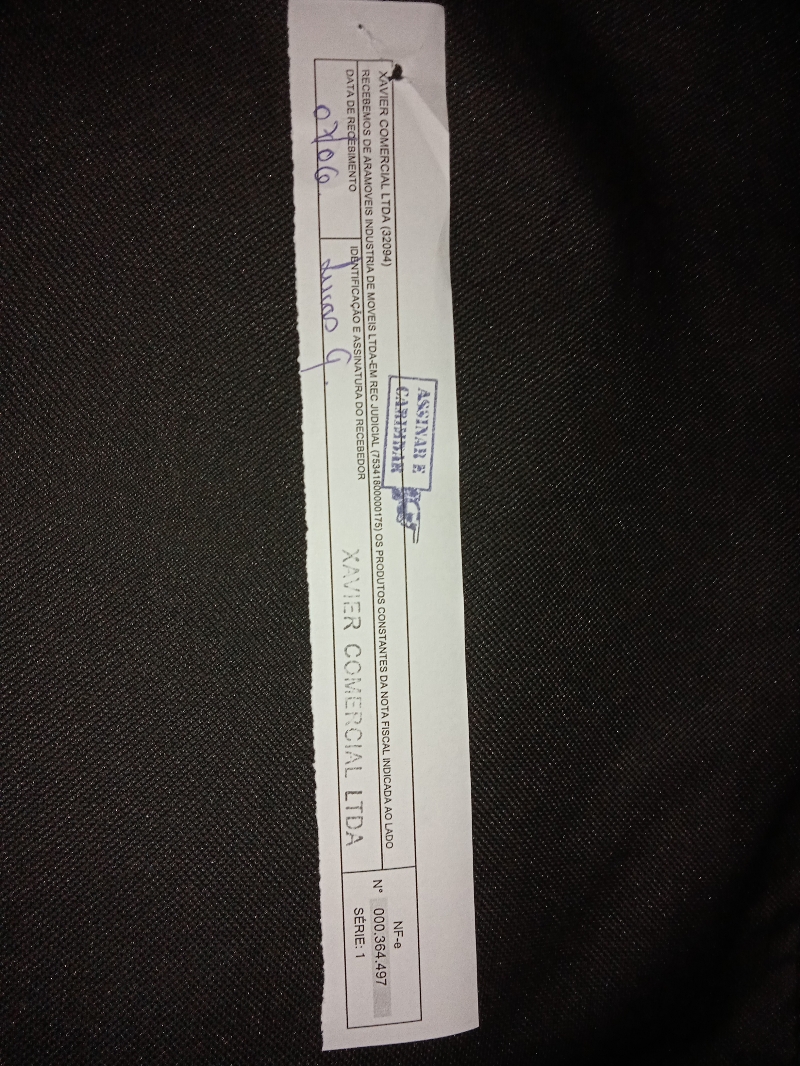 ASSINAR E
CARIMBAR
XAVIER COMERCIAL LTDA (32094)
RECEBEMOS DE ARAMOVEIS INDUSTRIA DE MOVEIS LTDA-EM REC JUDICIAL (75341800000175) OS PRODUTOS CONSTANTES DA NOTA FISCAL INDICADA AO LADO
DATA DE RECEBIMENTO
07/06
IDENTIFICAÇÃO E ASSINATURA DO RECEBEDOR
Lucas G.
XAVIER COMERCIAL LTDA
NF-e
N° 000.364.497
SÉRIE: 1